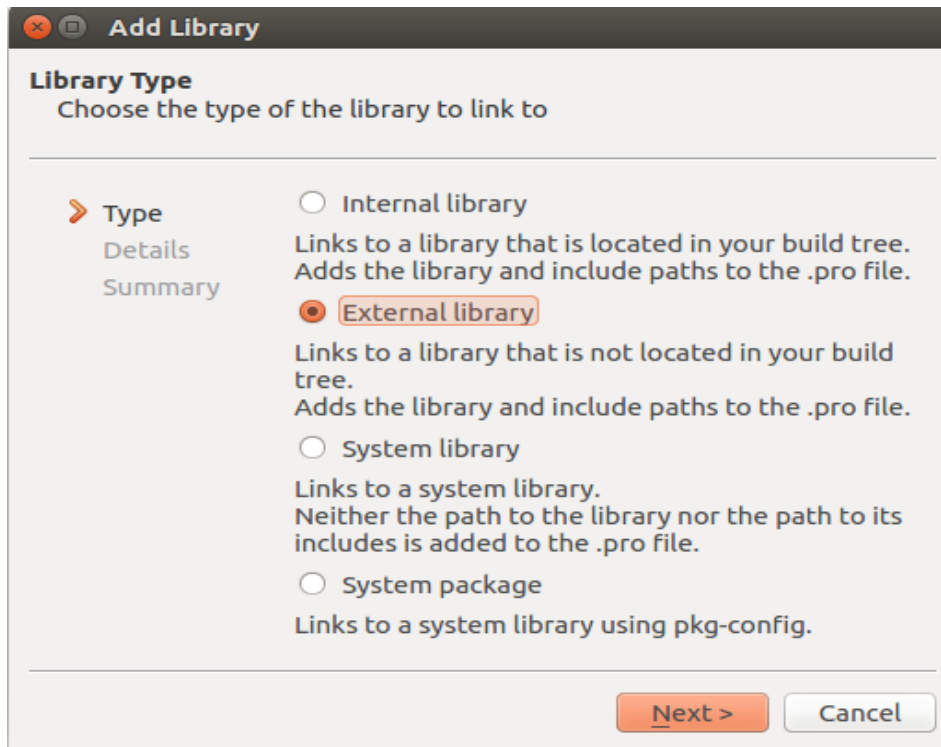 Add Library
Library Type
Choose the type of the library to link to
Type
Details
Summary
Internal library
Links to a library that is located in your build tree.
Adds the library and include paths to the .pro file.
External library
Links to a library that is not located in your build
tree.
Adds the library and include paths to the .pro file.
System library
Links to a system library.
Neither the path to the library nor the path to its
includes is added to the .pro file.
System package
Links to a system library using pkg-config.
Next >
Cancel